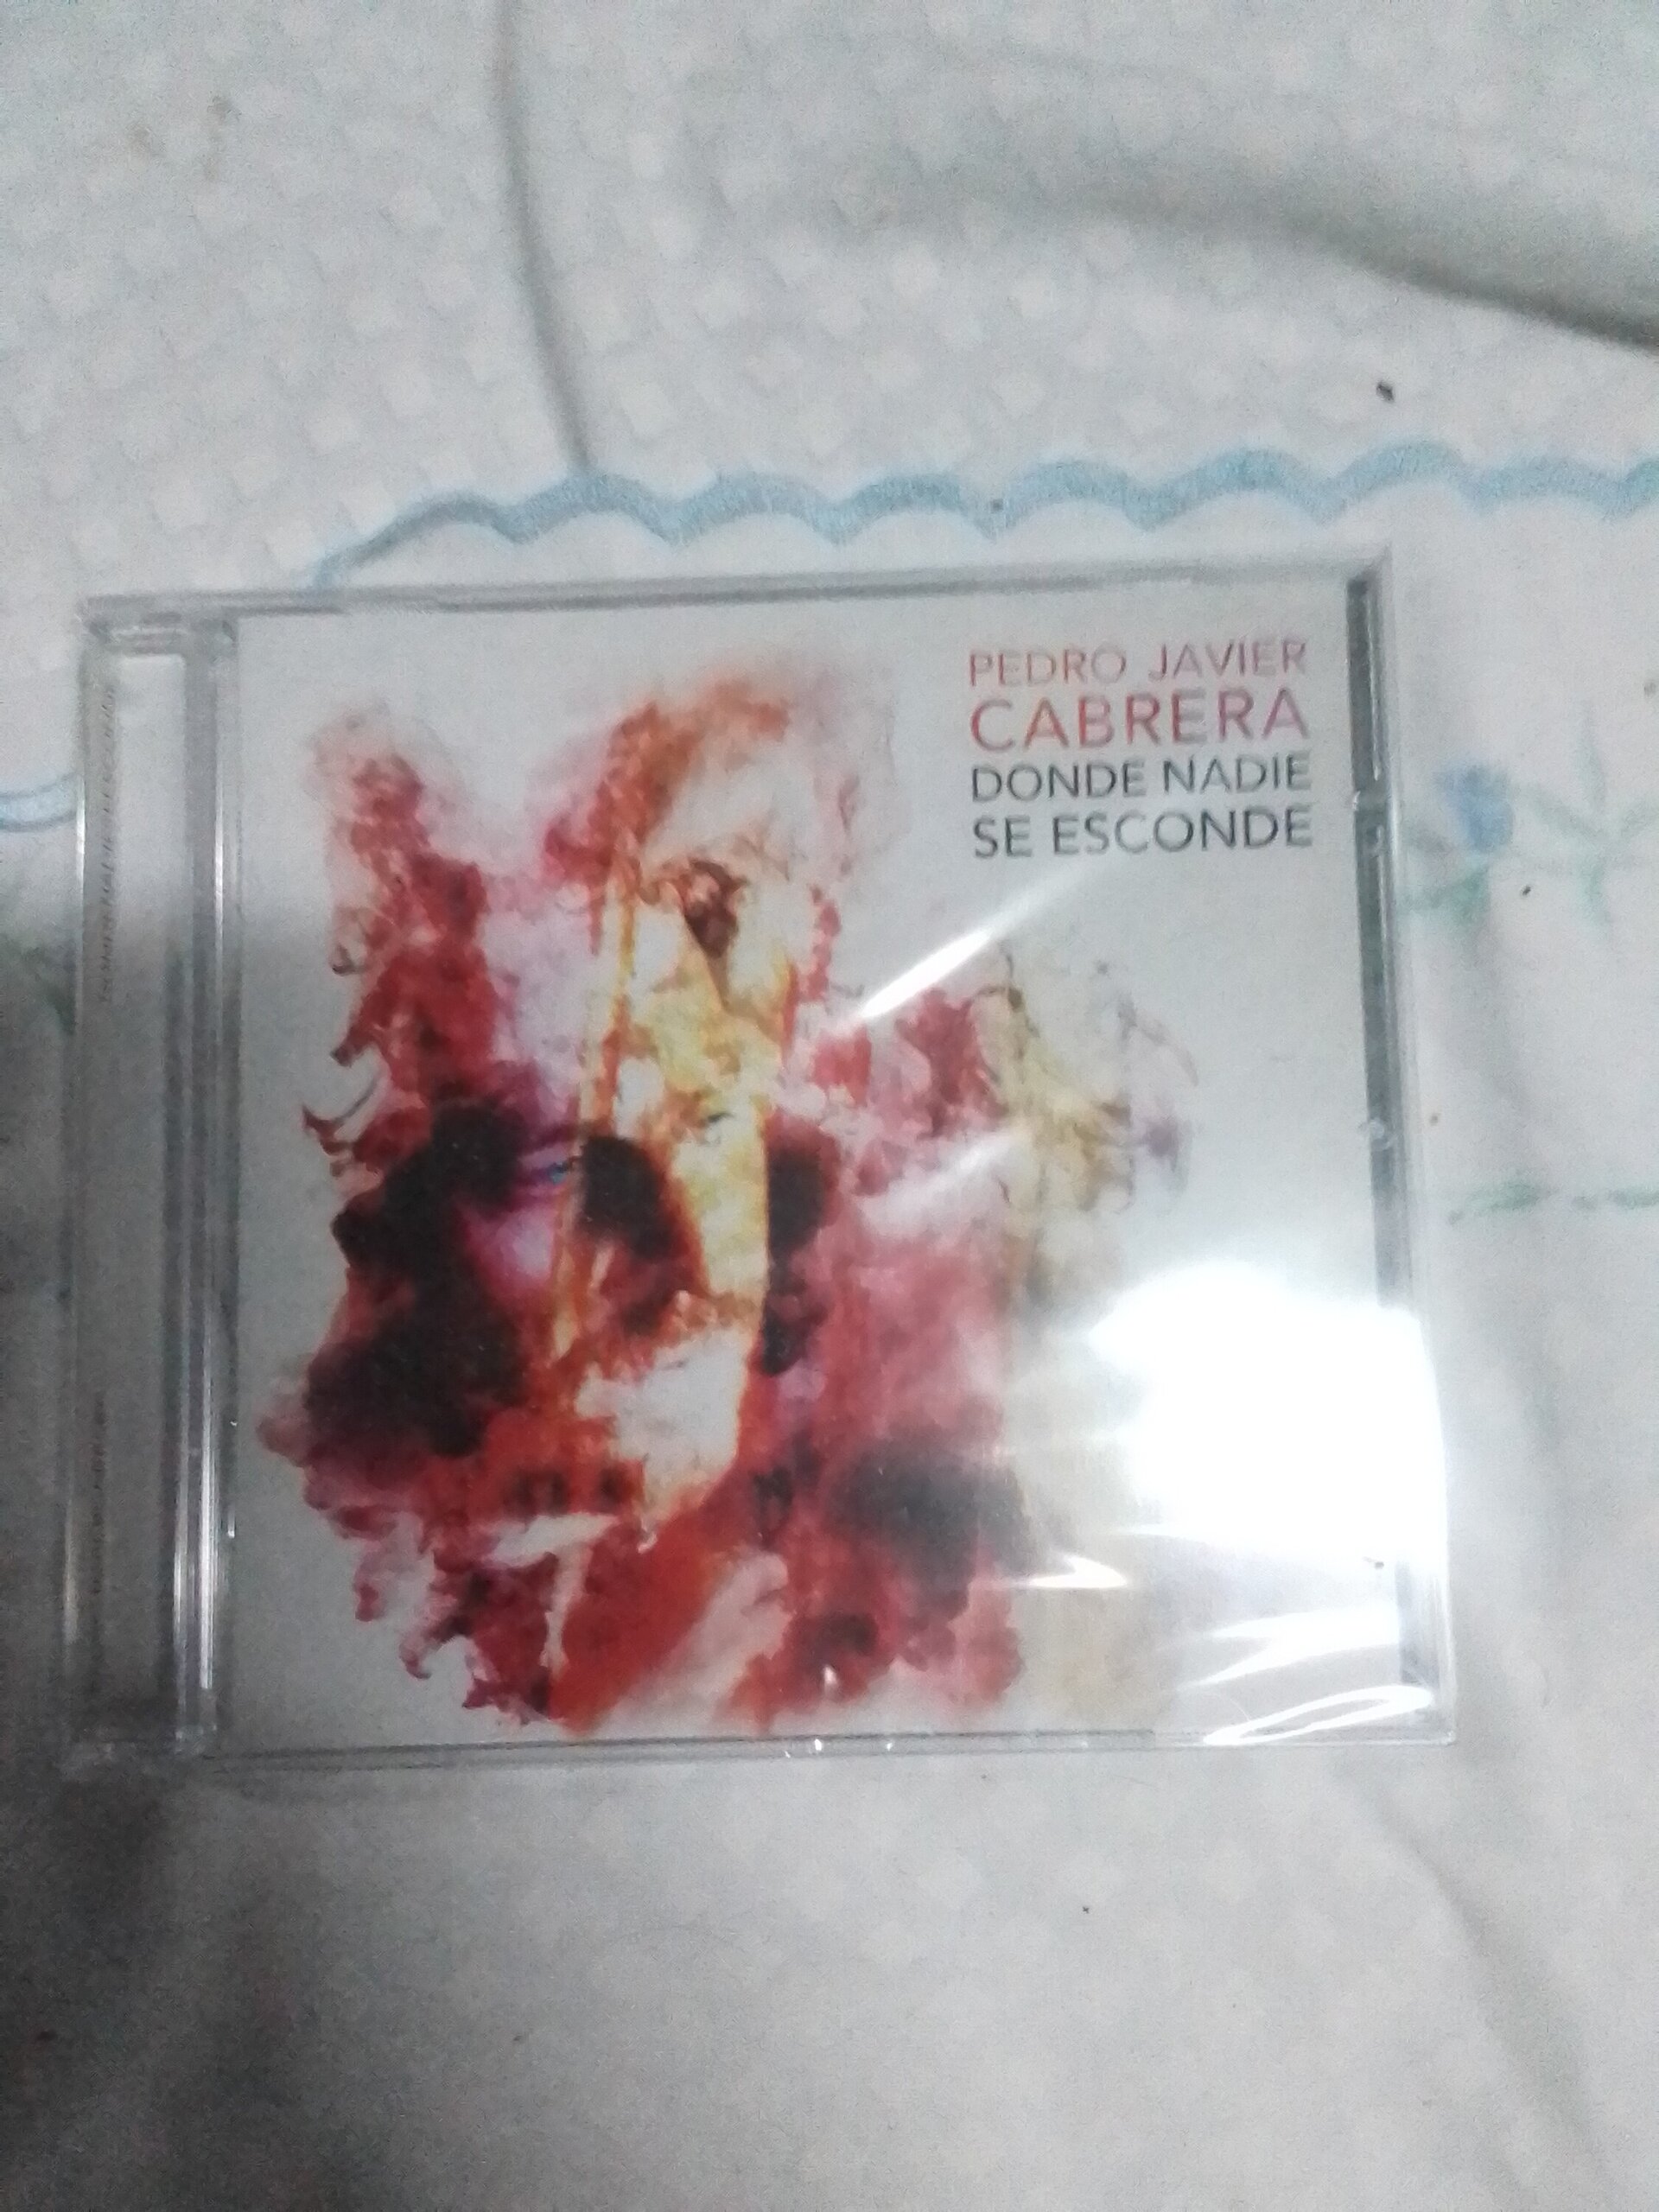 PEDRO JAVIER
CABRERA
DONDE NADIE
SE ESCONDE